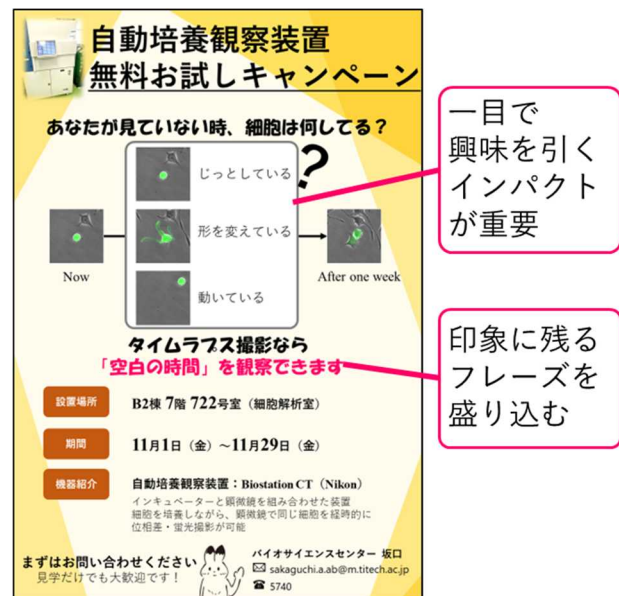 自動培養観察装置
無料お試しキャンペーン
あなたが見ていない時、細胞は何してる？
じっとしている
?
形を変えている
動いている
Now
After one week
タイムラプス撮影なら
「空白の時間」を観察できます
設置場所
B2棟 7階 722号室（細胞解析室）
期間
11月1日（金）～11月29日（金）
機器紹介
自動培養観察装置：Biostation CT（Nikon）
インキュベーターと顕微鏡を組み合わせた装置
細胞を培養しながら、顕微鏡で同じ細胞を経時的に
位相差・蛍光撮影が可能
まずはお問い合わせください
見学だけでも大歓迎です！
バイオサイエンスセンター 坂口
sakaguchi.a.ab@m.titech.ac.jp
5740
一目で
興味を引く
インパクト
が重要
印象に残る
フレーズを
盛り込む